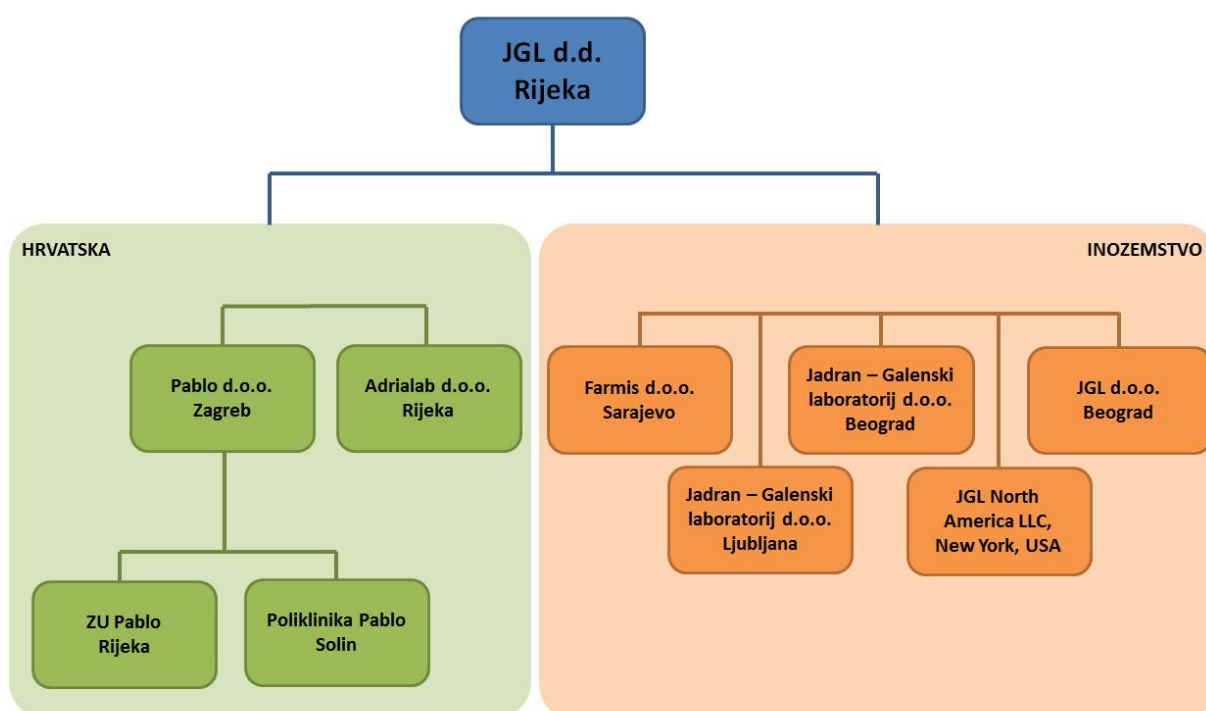 JGL d.d.
Rijeka
HRVATSKA
Pablo d.o.o.
Zagreb
Adrialab d.o.o.
Rijeka
ZU Pablo
Rijeka
Poliklinika Pablo
Solin
INOZEMSTVO
Farmis d.o.o.
Sarajevo
Jadran – Galenski
laboratorij d.o.o.
Beograd
JGL d.o.o.
Beograd
Jadran – Galenski
laboratorij d.o.o.
Ljubljana
JGL North
America LLC,
New York, USA